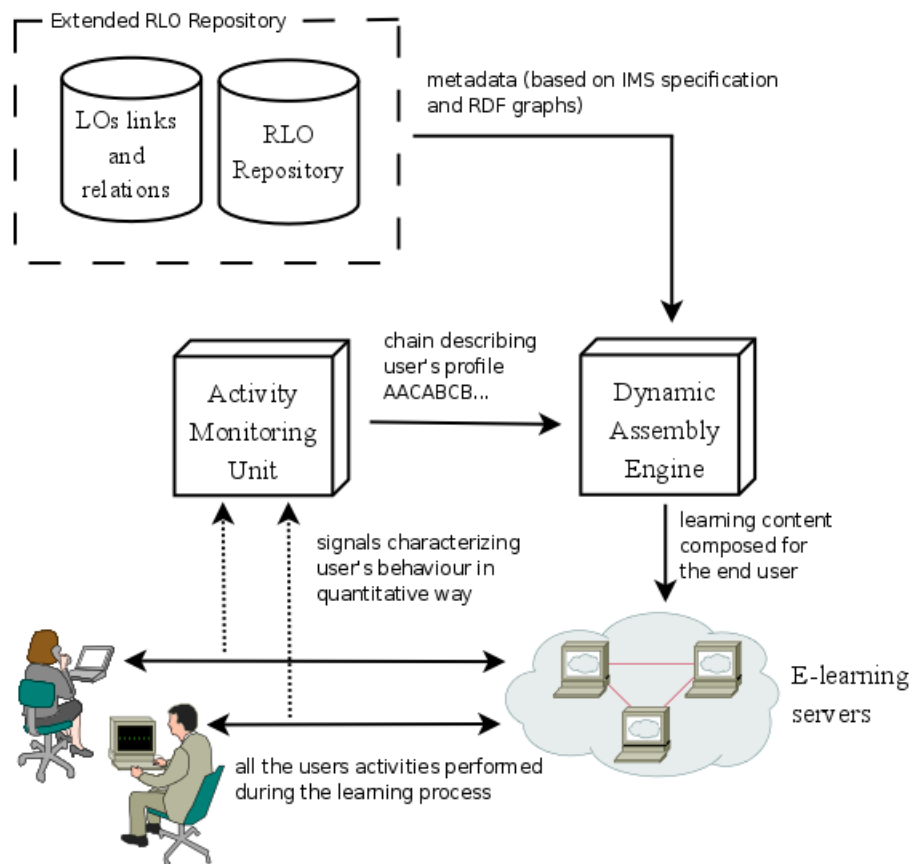 Extended RLO Repository
LOs links
and
relations
RLO
Repository
metadata (based on IMS specification
and RDF graphs)
Activity
Monitoring
Unit
chain describing
user's profile
AACABCB...
Dynamic
Assembly
Engine
signals characterizing
user's behaviour in
quantitative way
learning content
composed for
the end user
E-learning
servers
all the users activities performed
during the learning process